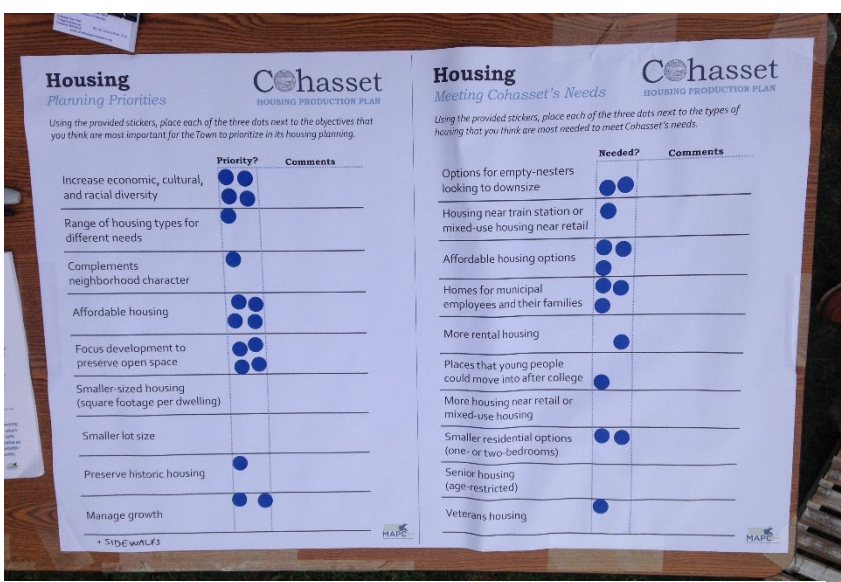 Housing
Planning Priorities
Cohasset
HOUSING PRODUCTION PLAN
Using the provided stickers, place each of the three dots next to the objectives that
you think are most important for the Town to prioritize in its housing planning.
Priority? Comments
Increase economic, cultural,
and racial diversity
Range of housing types for
different needs
Complements
neighborhood character
Affordable housing
Focus development to
preserve open space
Smaller-sized housing
(square footage per dwelling)
Smaller lot size
Preserve historic housing
Manage growth
• SIDEWALKS
MAPC
Housing
Meeting Cohasset's Needs
Cohasset
HOUSING PRODUCTION PLAN
Using the provided stickers, place each of the three dots next to the types of
housing that you think are most needed to meet Cohasset's needs.
Needed? Comments
Options for empty-nesters
looking to downsize
Housing near train station or
mixed-use housing near retail
Affordable housing options
Homes for municipal
employees and their families
More rental housing
Places that young people
could move into after college
More housing near retail or
mixed-use housing
Smaller residential options
(one- or two-bedrooms)
Senior housing
(age-restricted)
Veterans housing
MAPC